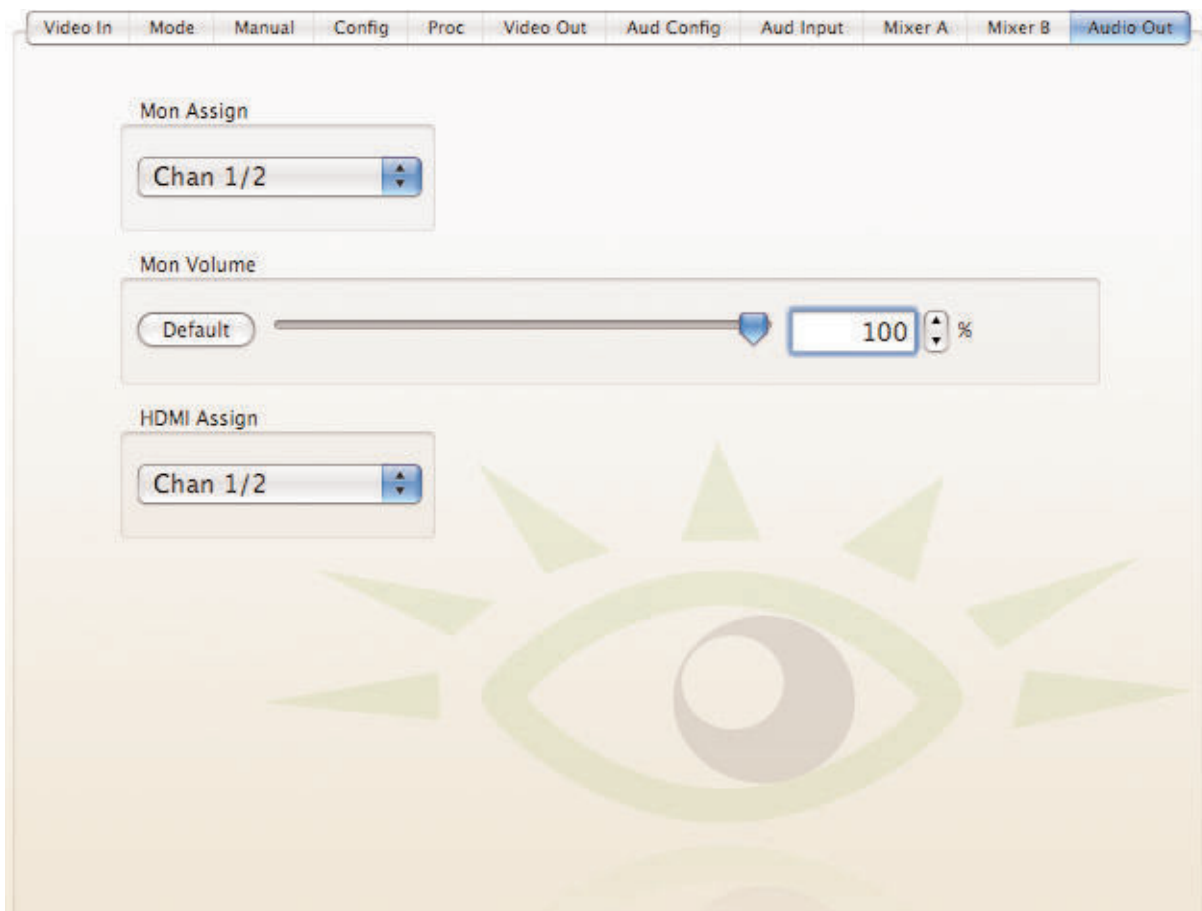 Video In Mode Manual Config Proc Video Out Aud Config Aud Input Mixer A Mixer B Audio Out
Mon Assign
Chan 1/2
Mon Volume
Default 100 %
HDMI Assign
Chan 1/2